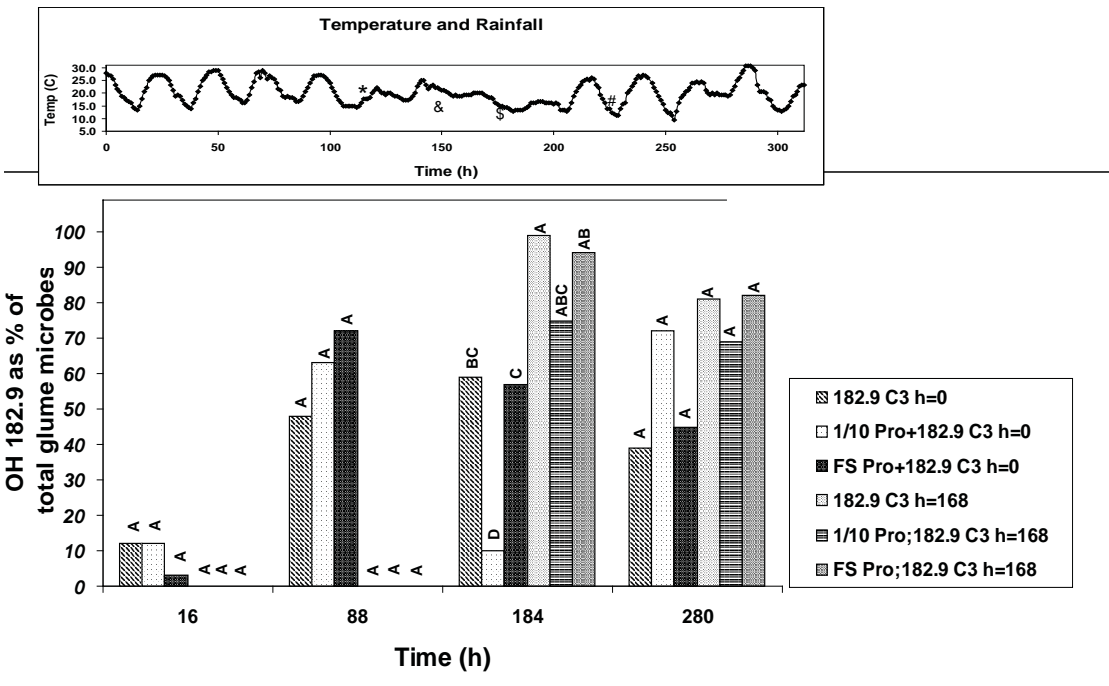 Temperature and Rainfall
Temp (C)
30.0
25.0
20.0
15.0
10.0
5.0
*
&
$
#
0 50 100 150 200 250 300
Time (h)
OH 182.9 as % of
total glume microbes
100
90
80
70
60
50
40
30
20
10
0
A A A A A A
A A A A A A
BC D C A ABC AB
A A A A A A
16 88 184 280
Time (h)
182.9 C3 h=0
1/10 Pro+182.9 C3 h=0
FS Pro+182.9 C3 h=0
182.9 C3 h=168
1/10 Pro;182.9 C3 h=168
FS Pro;182.9 C3 h=168